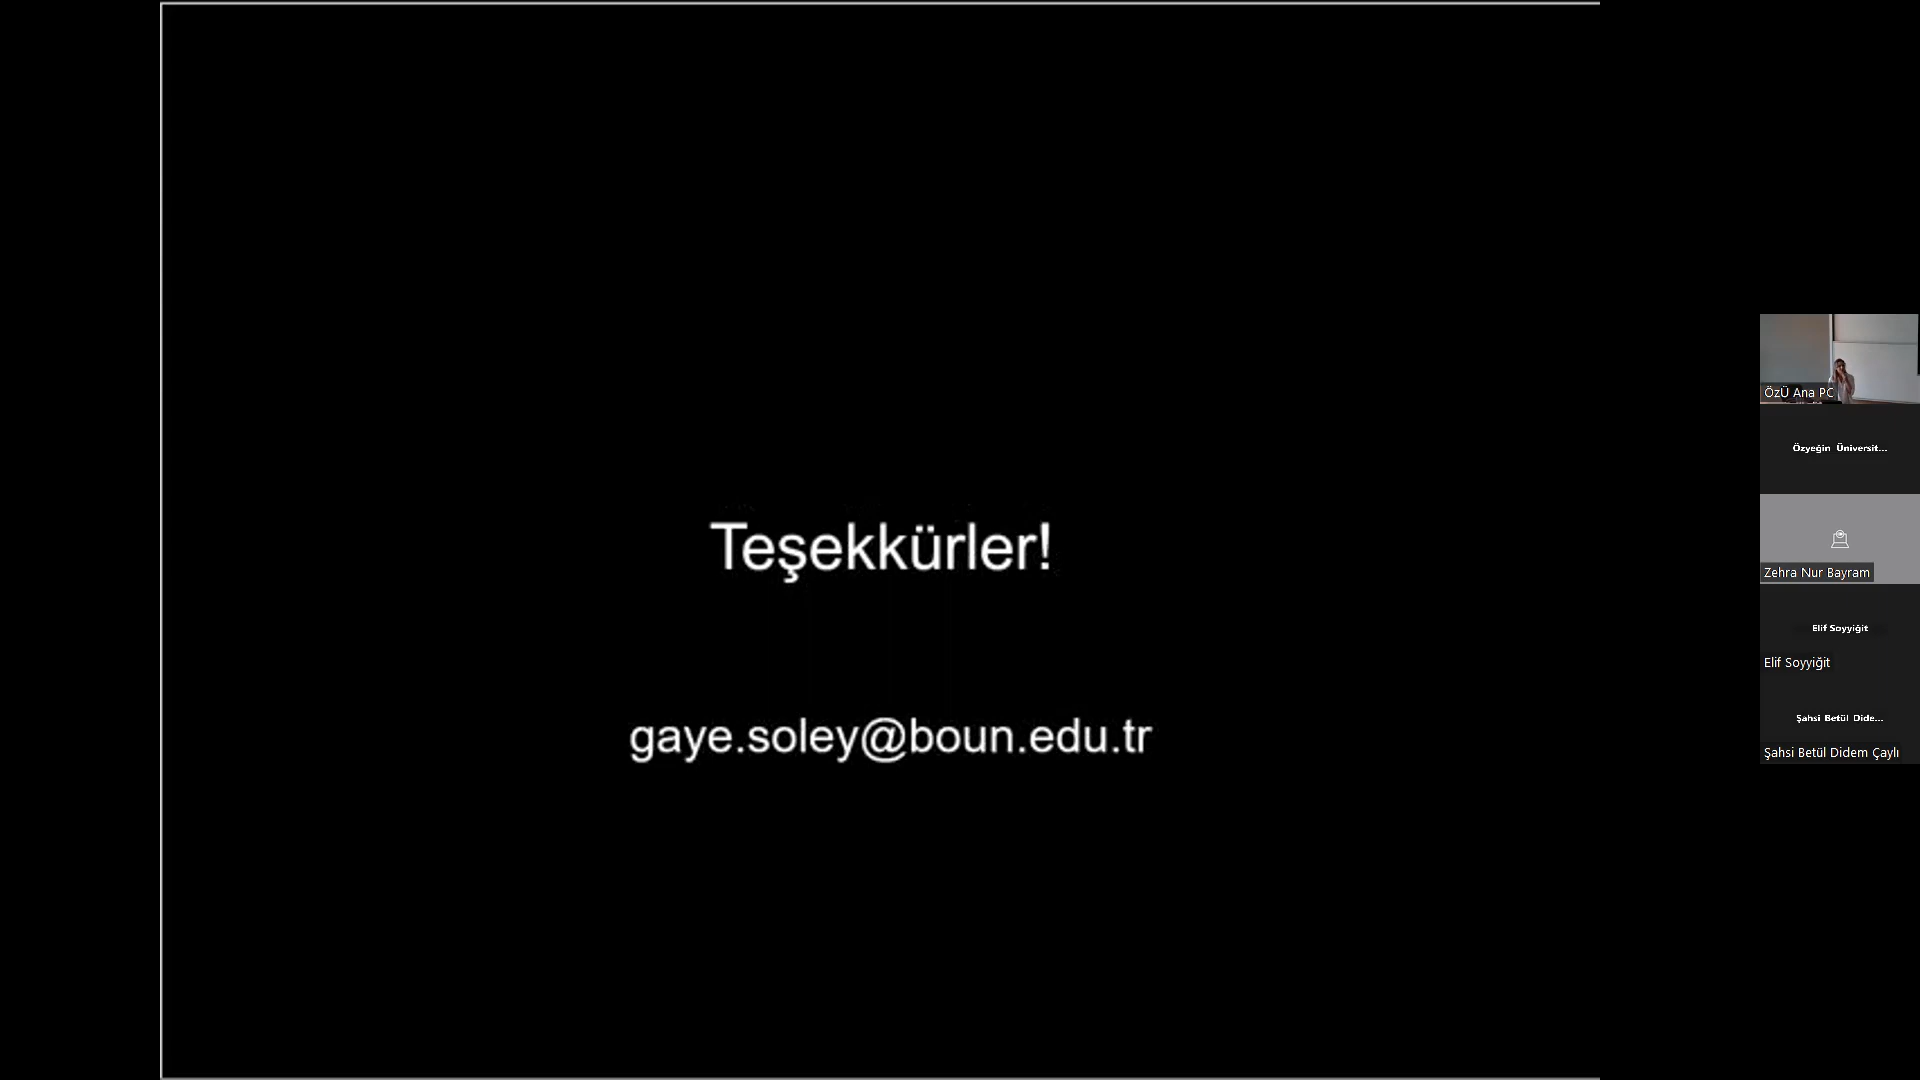 Teşekkürler!
gaye.soley@boun.edu.tr
ÖzÜ Ana PC
Özyeğin Üniversit...
Zehra Nur Bayram
Elif Soyyiğit
Elif Soyyiğit
Şahsi Betül Dide...
Şahsi Betül Didem Çaylı